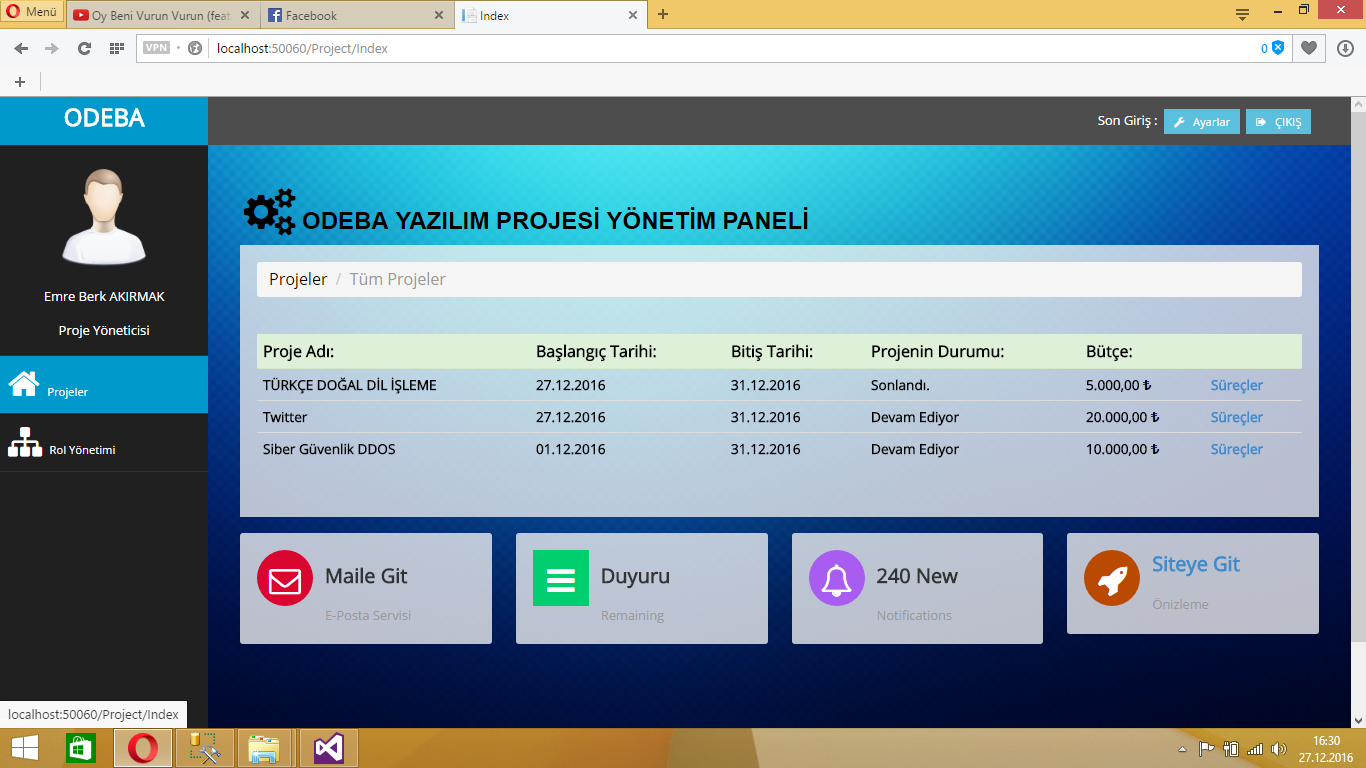 Menü
Oy Beni Vurun Vurun (feat
Facebook
Index
VPN
localhost:50060/Project/Index
0
ODEBA
Son Giriş :
Ayarlar
ÇIKIŞ
Emre Berk AKIRMAK
Proje Yöneticisi
Projeler
Rol Yönetimi
ODEBA YAZILIM PROJESİ YÖNETİM PANELİ
Projeler / Tüm Projeler
Proje Adı: Başlangıç Tarihi: Bitiş Tarihi: Projenin Durumu: Bütçe:
TÜRKÇE DOĞAL DİL İŞLEME 27.12.2016 31.12.2016 Sonlandı. 5.000,00 ₺ Süreçler
Twitter 27.12.2016 31.12.2016 Devam Ediyor 20.000,00 ₺ Süreçler
Siber Güvenlik DDOS 01.12.2016 31.12.2016 Devam Ediyor 10.000,00 ₺ Süreçler
Maile Git
E-Posta Servisi
Duyuru
Remaining
240 New
Notifications
Siteye Git
Önizleme
localhost:50060/Project/Index
16:30
27.12.2016